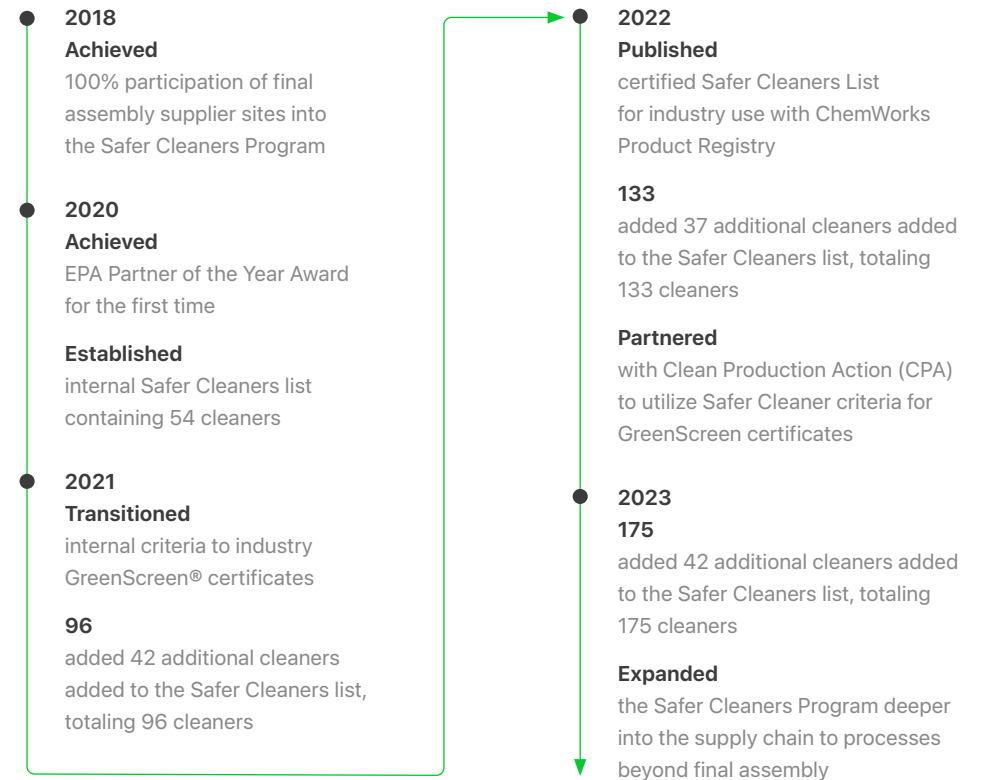 2018
Achieved
100% participation of final
assembly supplier sites into
the Safer Cleaners Program
2020
Achieved
EPA Partner of the Year Award
for the first time
Established
internal Safer Cleaners list
containing 54 cleaners
2021
Transitioned
internal criteria to industry
GreenScreen® certificates
96
added 42 additional cleaners
added to the Safer Cleaners list,
totaling 96 cleaners
2022
Published
certified Safer Cleaners List
for industry use with ChemWorks
Product Registry
133
added 37 additional cleaners added
to the Safer Cleaners list, totaling
133 cleaners
Partnered
with Clean Production Action (CPA)
to utilize Safer Cleaner criteria for
GreenScreen certificates
2023
175
added 42 additional cleaners added
to the Safer Cleaners list, totaling
175 cleaners
Expanded
the Safer Cleaners Program deeper
into the supply chain to processes
beyond final assembly